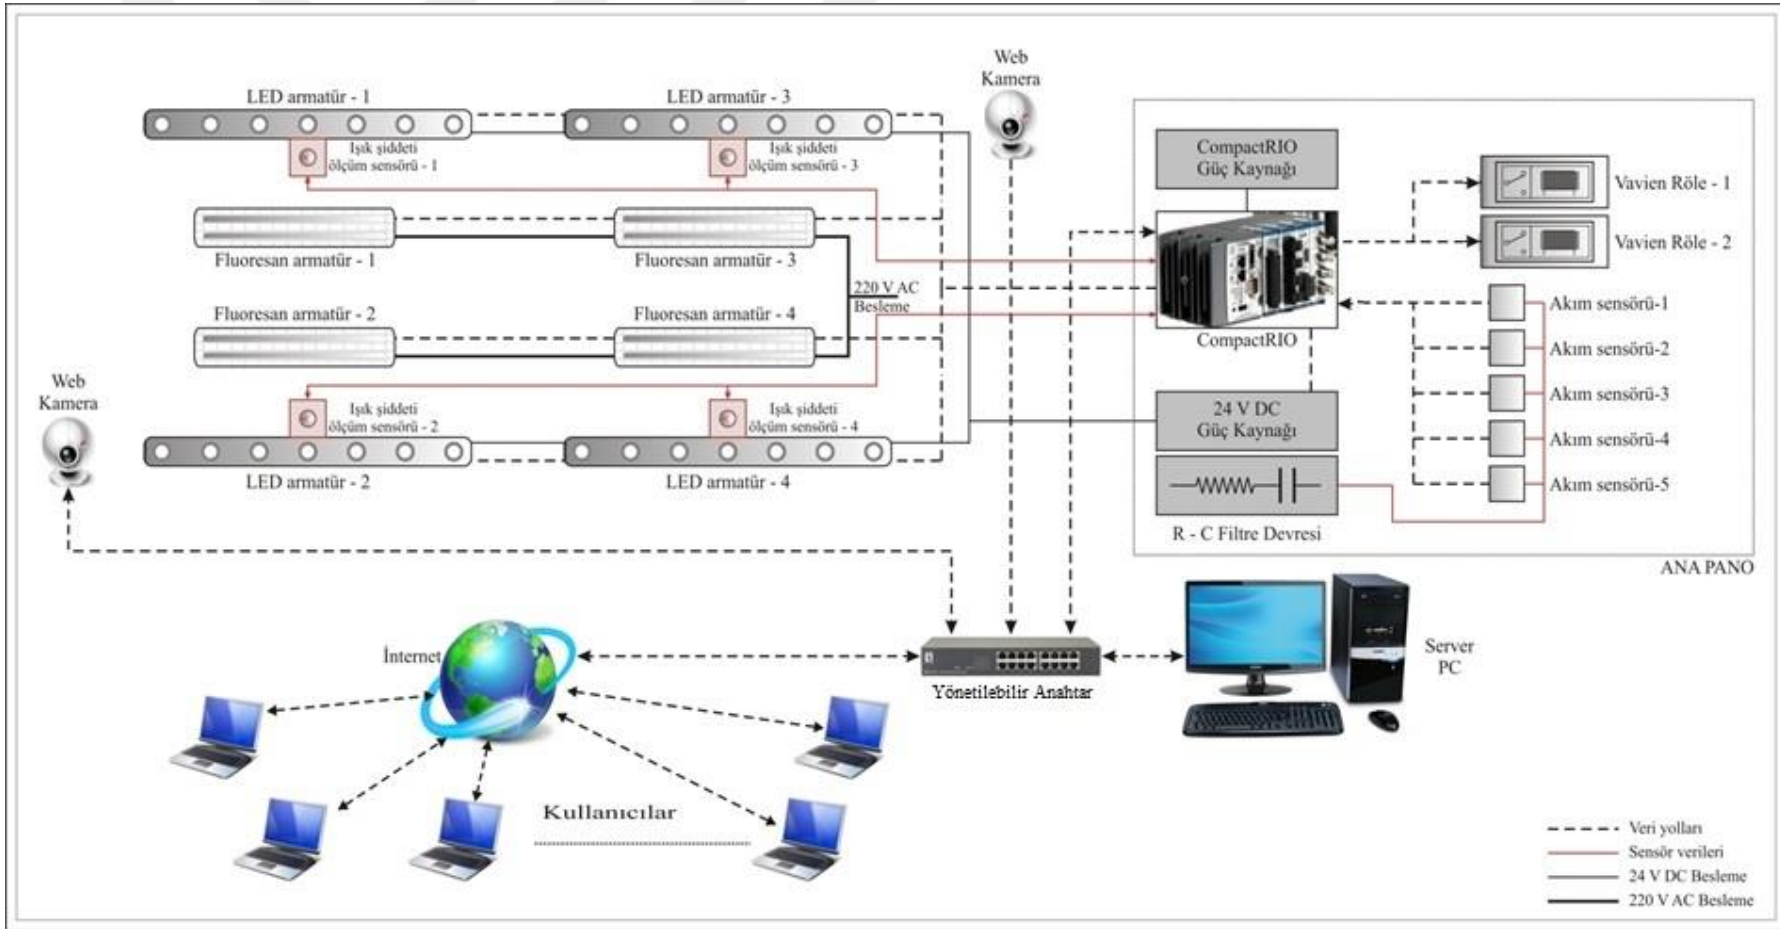 Web
Kamera
LED armatür - 1
LED armatür - 3
Işık şiddeti
ölçüm sensörü - 1
Işık şiddeti
ölçüm sensörü - 3
Fluoresan armatür - 1
Fluoresan armatür - 3
220 V AC
Besleme
Fluoresan armatür - 2
Fluoresan armatür - 4
Web
Kamera
Işık şiddeti
ölçüm sensörü - 2
Işık şiddeti
ölçüm sensörü - 4
LED armatür - 2
LED armatür - 4
CompactRIO
Güç Kaynağı
CompactRIO
24 V DC
Güç Kaynağı
R - C Filtre Devresi
Vavien Röle - 1
Vavien Röle - 2
Akım sensörü-1
Akım sensörü-2
Akım sensörü-3
Akım sensörü-4
Akım sensörü-5
ANA PANO
İnternet
Yönetilebilir Anahtar
Server
PC
Kullanıcılar
Veri yolları
Sensör verileri
24 V DC Besleme
220 V AC Besleme